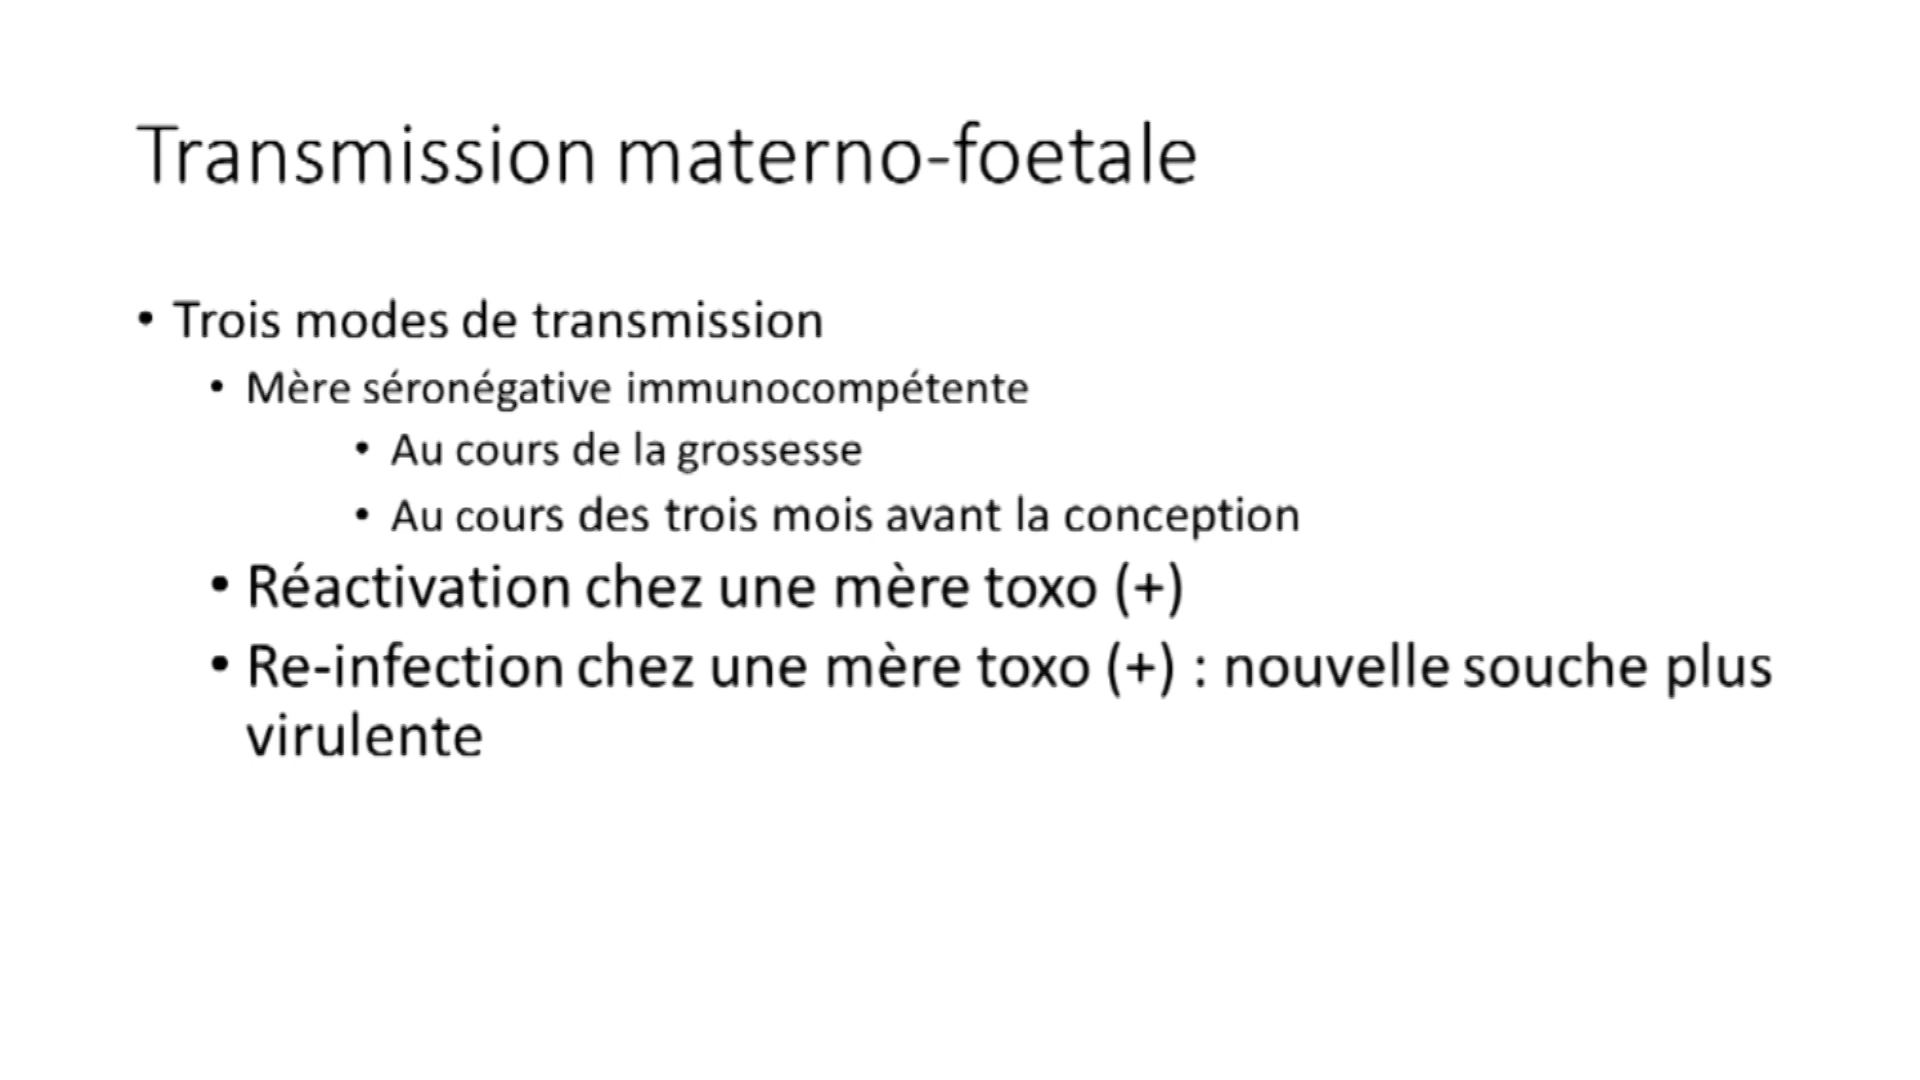 Transmission materno-foetale
• Trois modes de transmission
• Mère séronégative immunocompétente
• Au cours de la grossesse
• Au cours des trois mois avant la conception
• Réactivation chez une mère toxo (+)
• Re-infection chez une mère toxo (+) : nouvelle souche plus
virulente